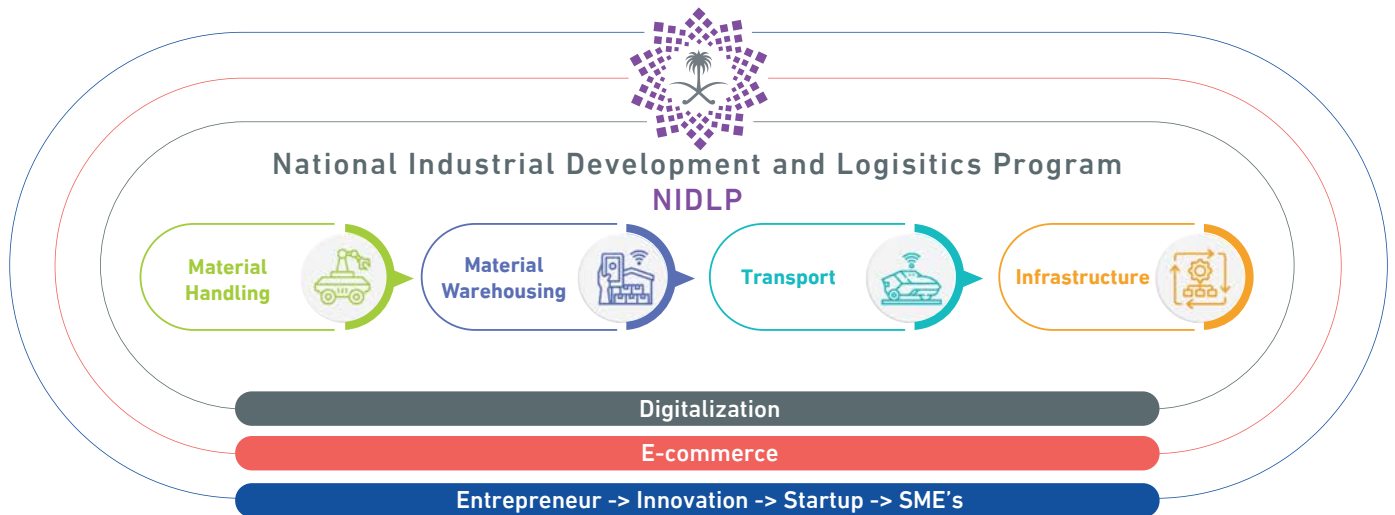 National Industrial Development and Logisitics Program
NIDLP
Material
Handling
Material
Warehousing
Transport
Infrastructure
Digitalization
E-commerce
Entrepreneur -> Innovation -> Startup -> SME's